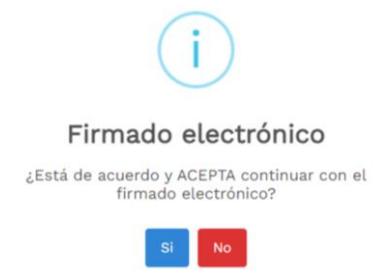 Firmado electrónico
¿Está de acuerdo y ACEPTA continuar con el
firmado electrónico?
Si No